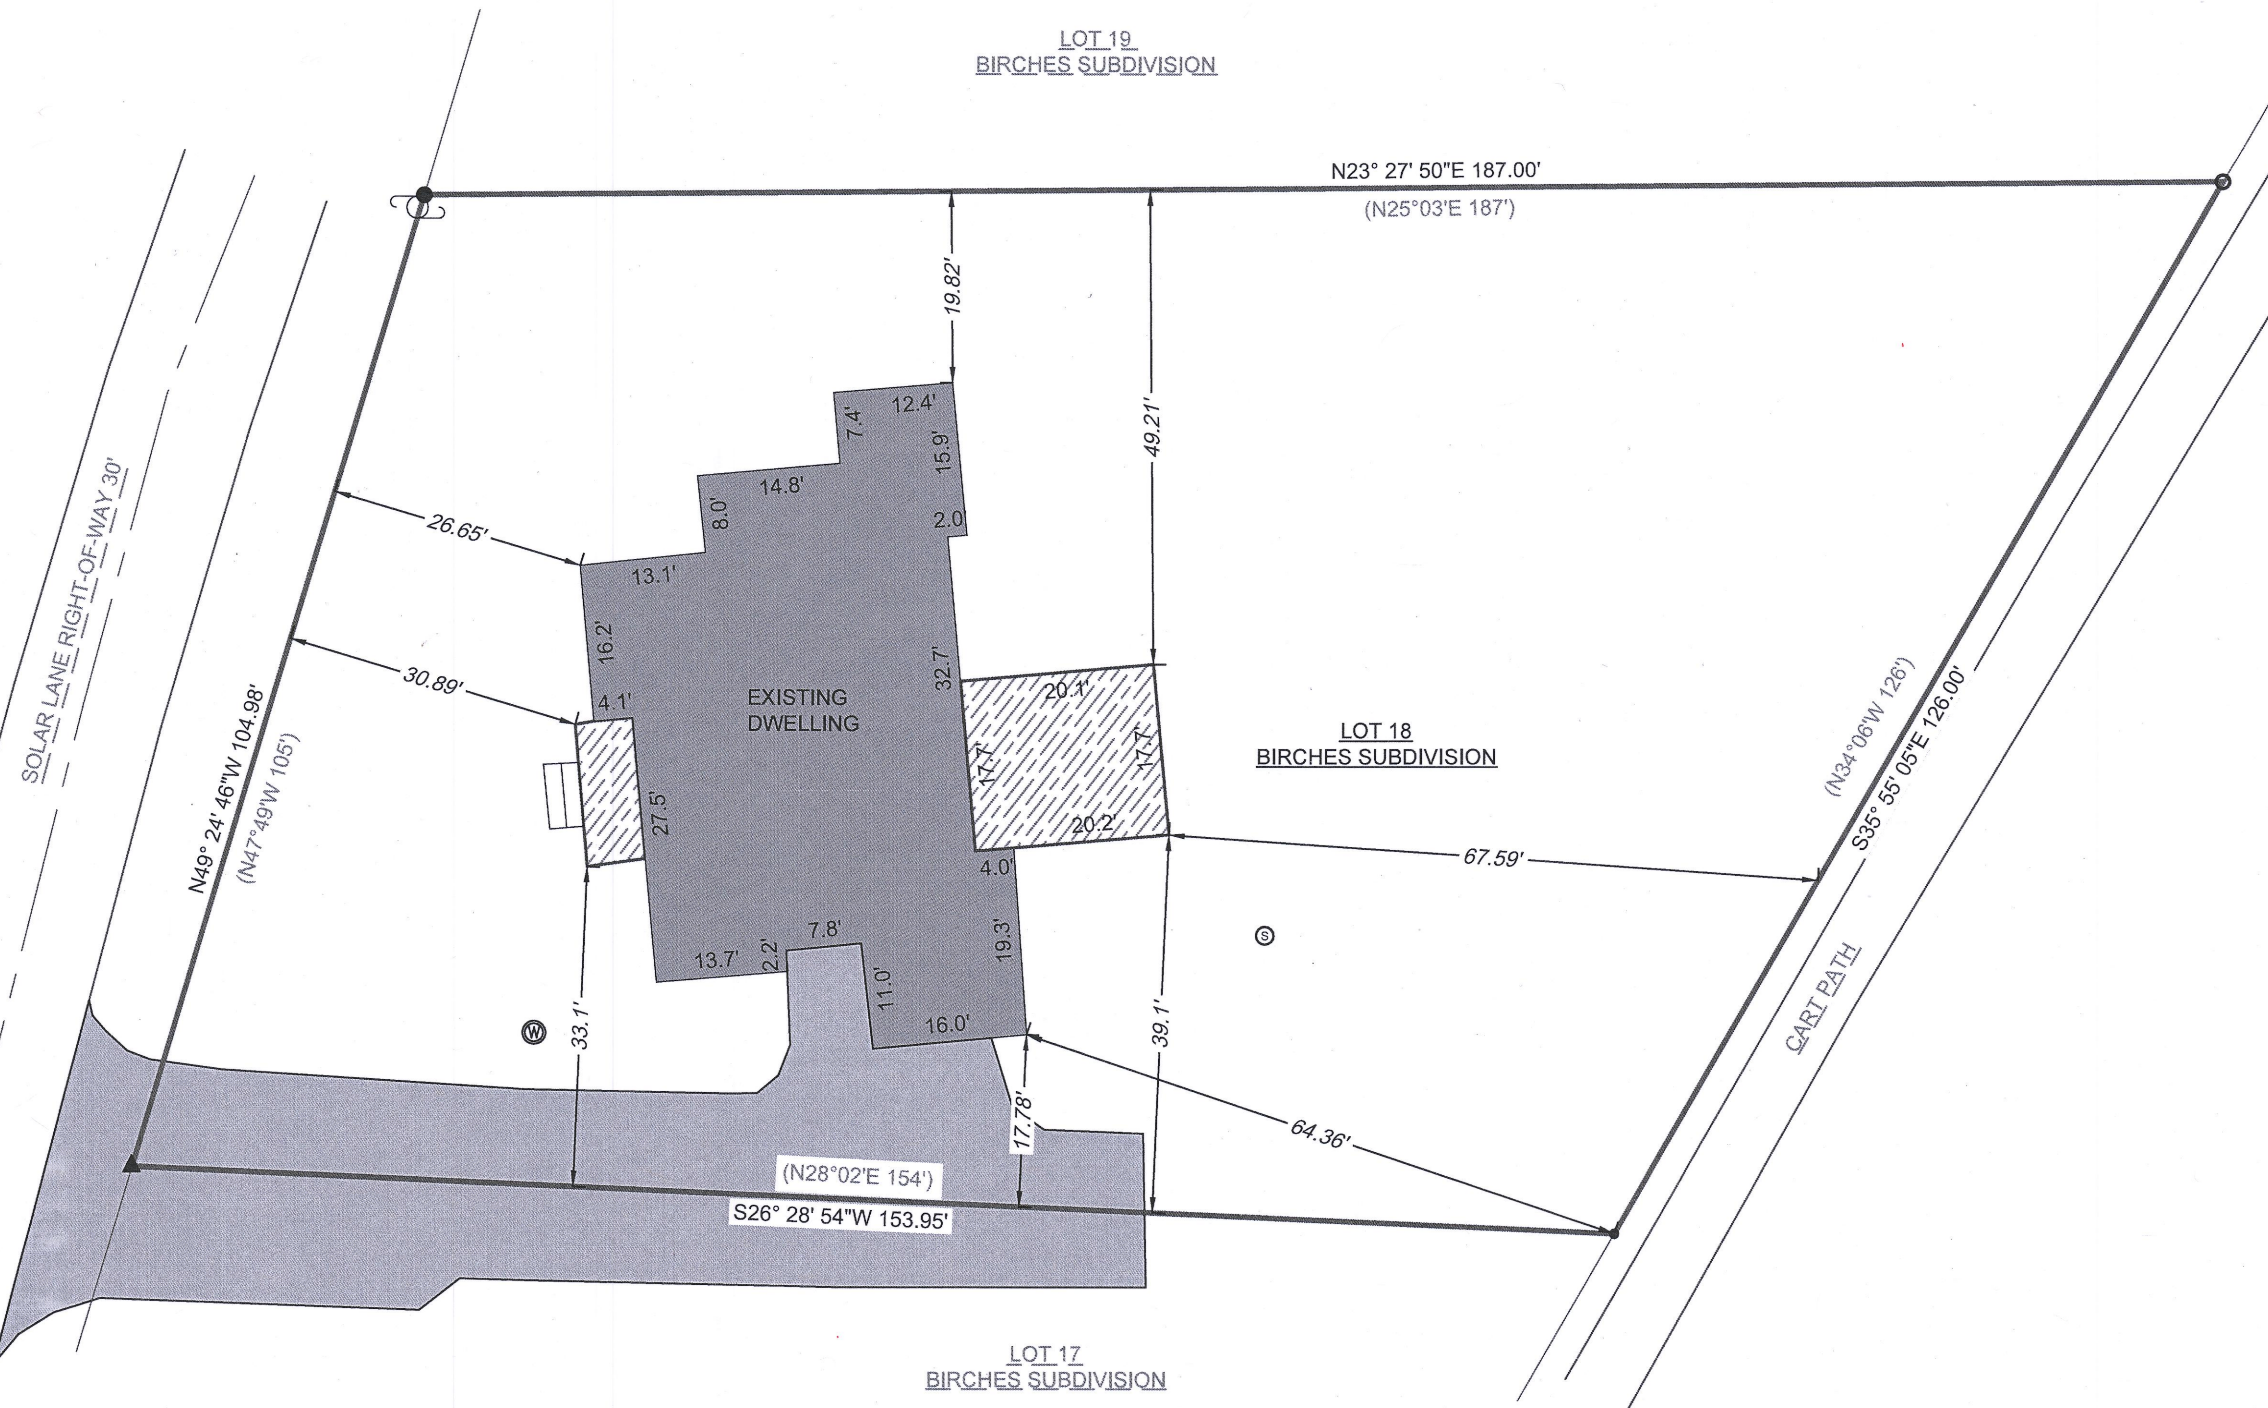 LOT 19
BIRCHES SUBDIVISION
N23° 27' 50"E 187.00'
(N25°03'E 187')
19.82'
49.21'
12.4'
7.4'
15.9'
14.8'
8.0'
2.0'
26.65'
13.1'
16.2'
32.7'
30.89'
4.1'
EXISTING
DWELLING
20.1'
17.7'
17.7'
20.2'
LOT 18
BIRCHES SUBDIVISION
SOLAR LANE RIGHT-OF-WAY 30'
N49° 24' 46"W 104.98'
(N47°49'W 105')
27.5'
4.0'
67.59'
(N34°06'W 126')
S35° 55' 05"E 126.00'
CART PATH
S
W
7.8'
13.7'
2.2'
11.0'
19.3'
16.0'
33.1'
39.1'
17.78'
64.36'
(N28°02'E 154')
S26° 28' 54"W 153.95'
LOT 17
BIRCHES SUBDIVISION